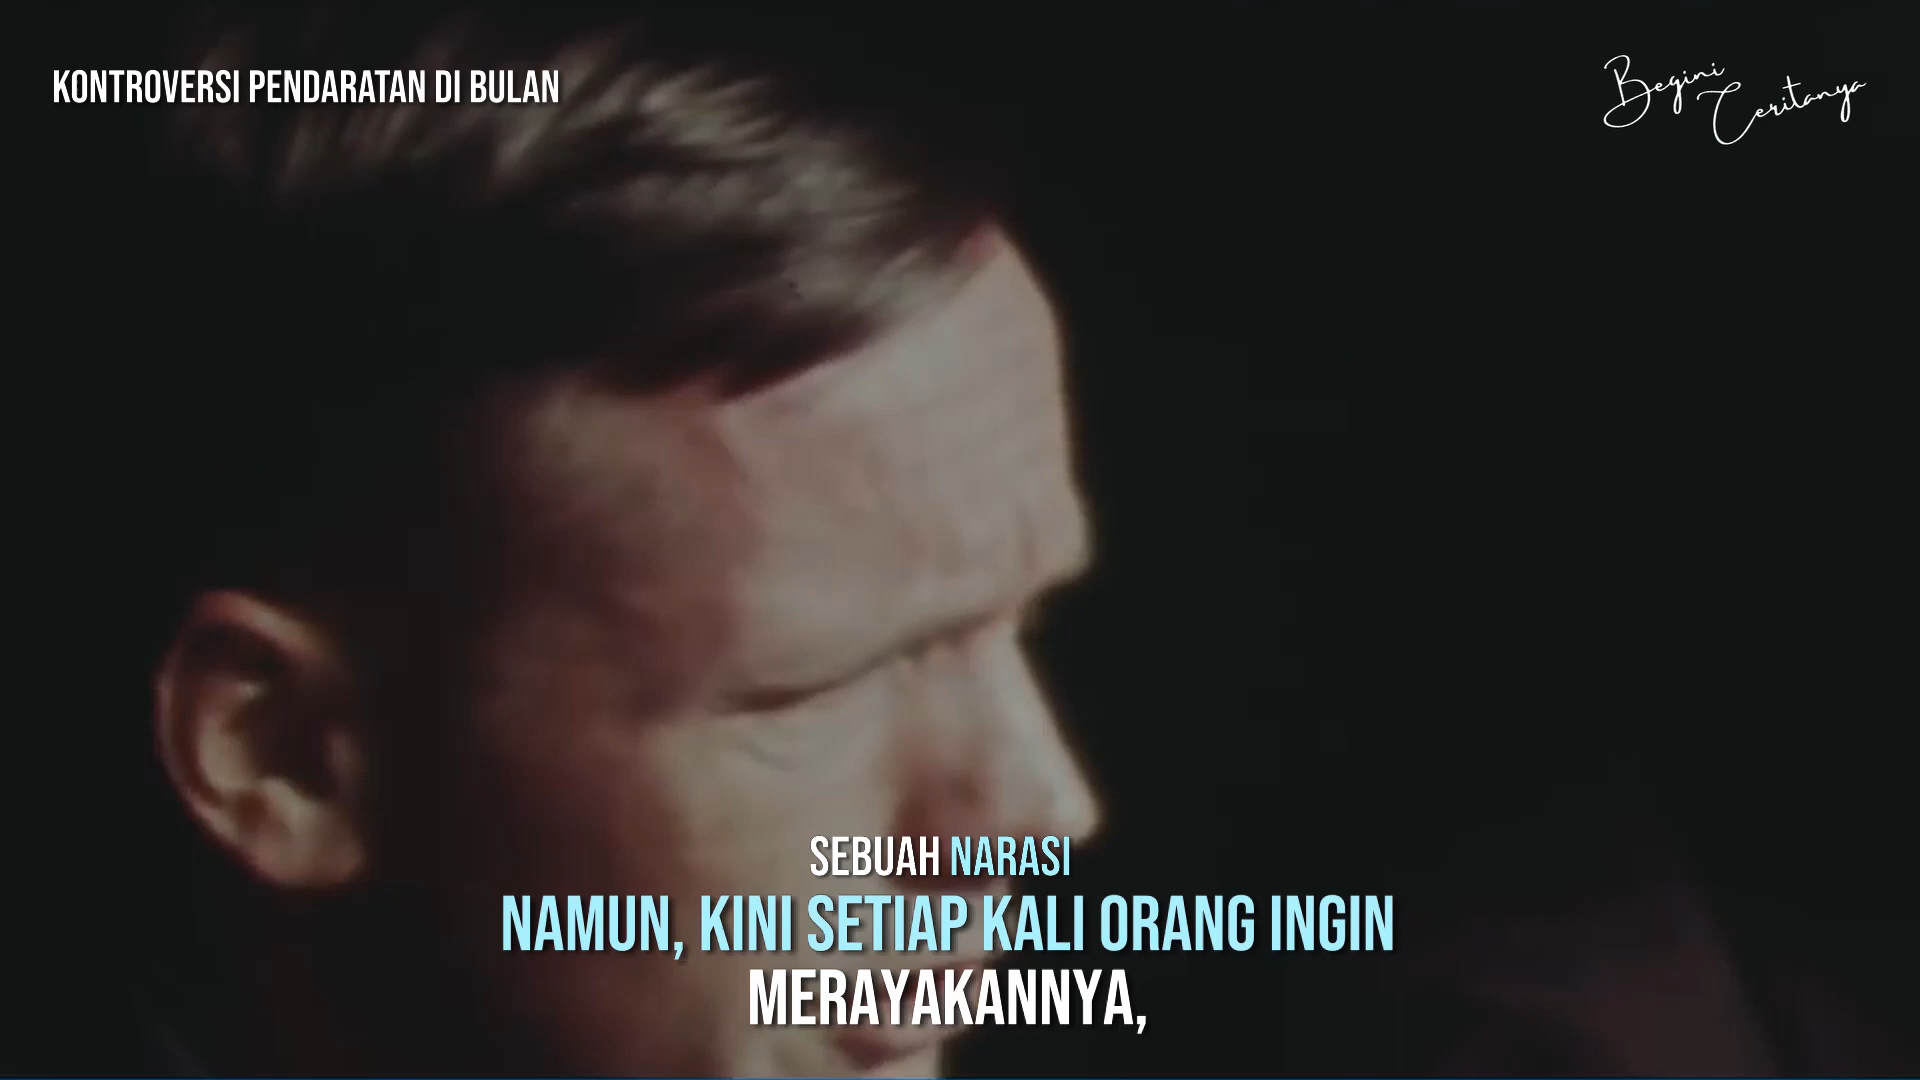 KONTROVERSI PENDARATAN DI BULAN
Begini
Ceritanya
SEBUAH NARASI
NAMUN, KINI SETIAP KALI ORANG INGIN
MERAYAKANNYA,